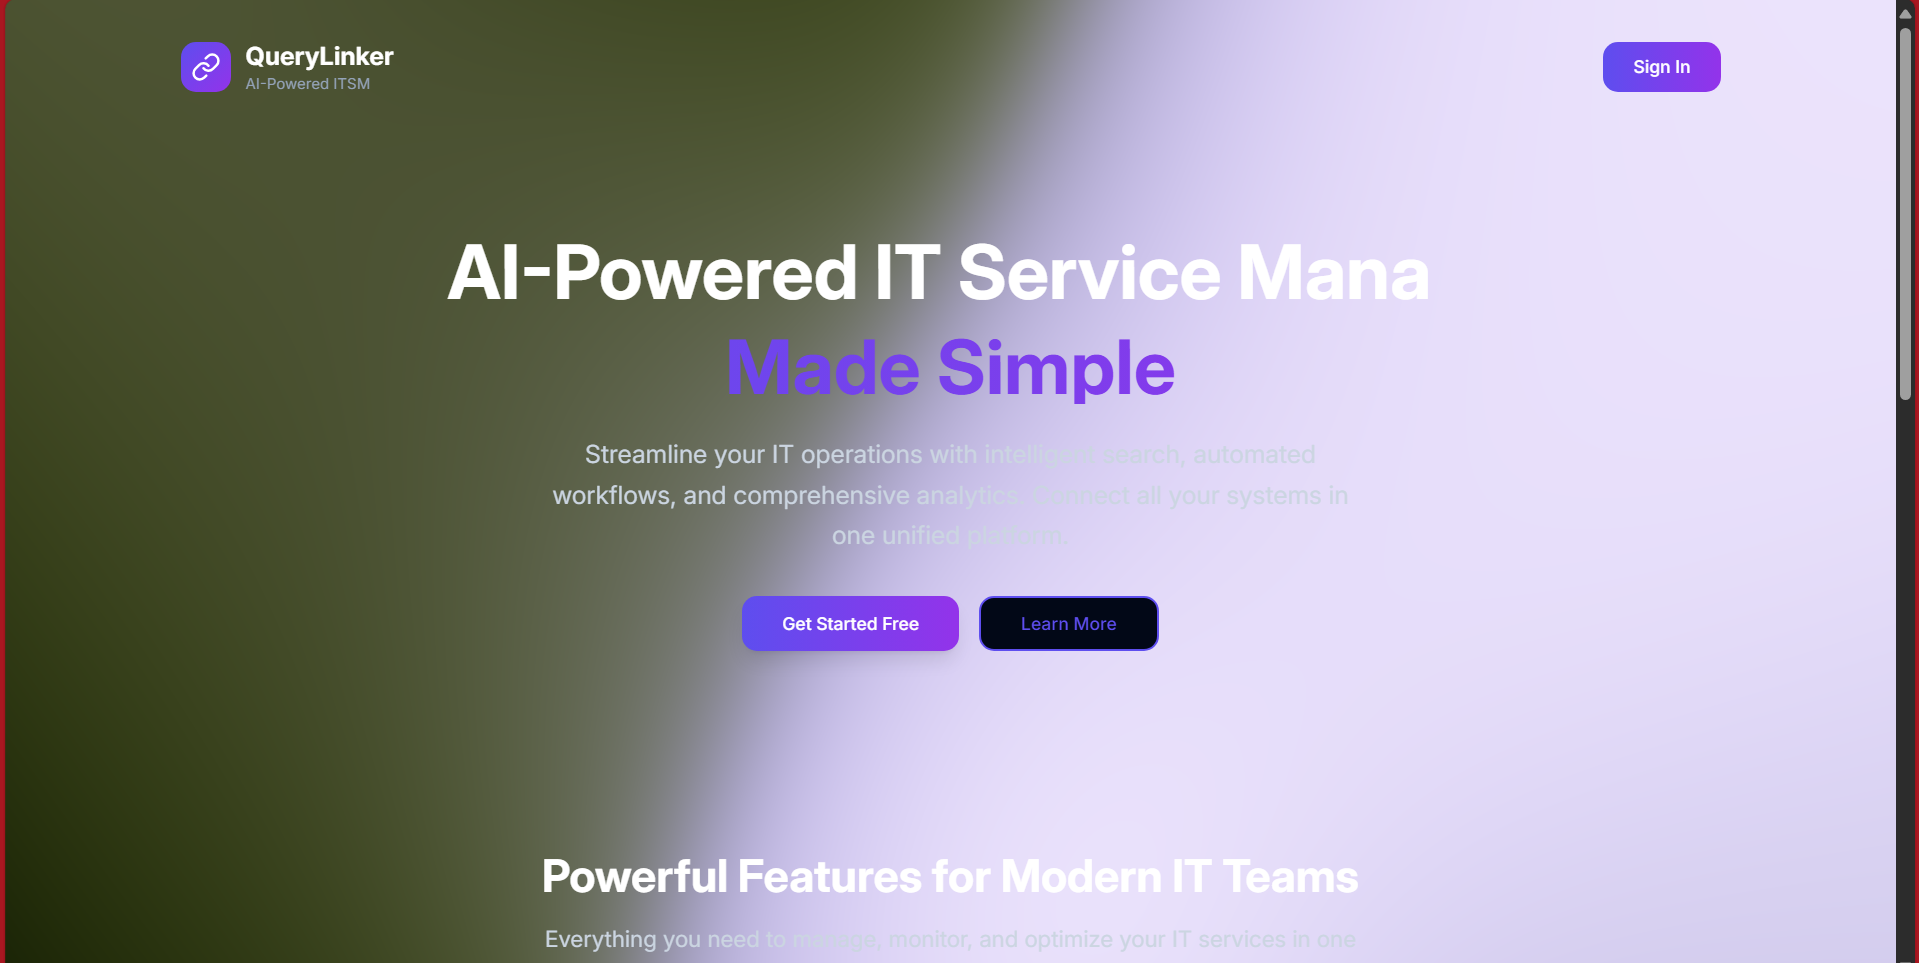 QueryLinker
AI-Powered ITSM
Sign In
AI-Powered IT Service Mana
Made Simple
Streamline your IT operations with intelligent search, automated
workflows, and comprehensive analytics. Connect all your systems in
one unified platform.
Get Started Free
Learn More
Powerful Features for Modern IT Teams
Everything you need to manage, monitor, and optimize your IT services in one